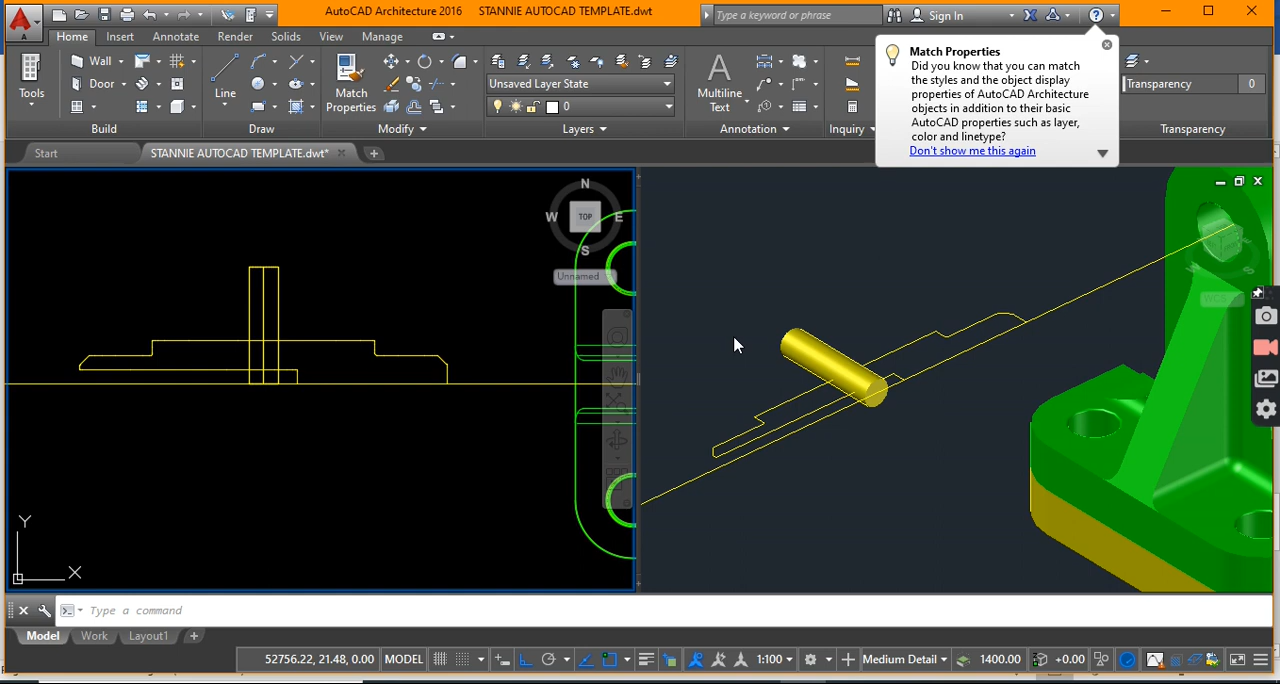 AutoCAD Architecture 2016 STANNIE AUTOCAD TEMPLATE.dwt
Type a keyword or phrase
Sign In
Home Insert Annotate Render Solids View Manage
Tools
Wall
Door
Build
Line
Draw
Match
Properties
Modify
Unsaved Layer State
0
Layers
Multiline
Text
Annotation
Inquiry
Transparency 0
Transparency
Match Properties
Did you know that you can match
the styles and the object display
properties of AutoCAD Architecture
objects in addition to their basic
AutoCAD properties such as layer,
color and linetype?
Don't show me this again
Start STANNIE AUTOCAD TEMPLATE.dwt*
N
W TOP E
S
Unnamed
W S
WCS
Y
X
Type a command
Model Work Layout1
52756.22, 21.48, 0.00 MODEL 1:100 Medium Detail 1400.00 +0.00